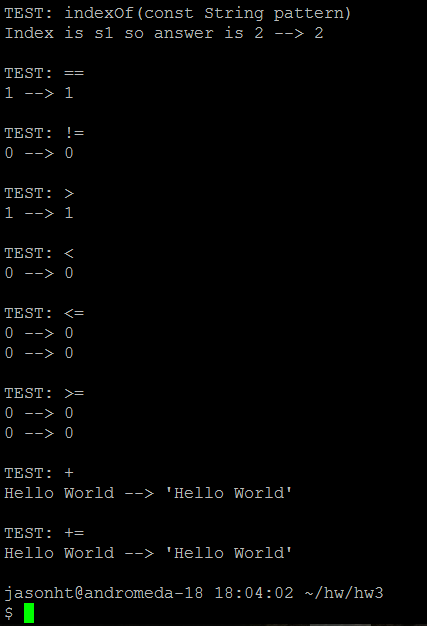 TEST: indexOf(const String pattern)
Index is s1 so answer is 2 --> 2
TEST: ==
1 --> 1
TEST: !=
0 --> 0
TEST: >
1 --> 1
TEST: <
0 --> 0
TEST: <=
0 --> 0
0 --> 0
TEST: >=
0 --> 0
0 --> 0
TEST: +
Hello World --> 'Hello World'
TEST: +=
Hello World --> 'Hello World'
jasonht@andromeda-18 18:04:02 ~/hw/hw3
$